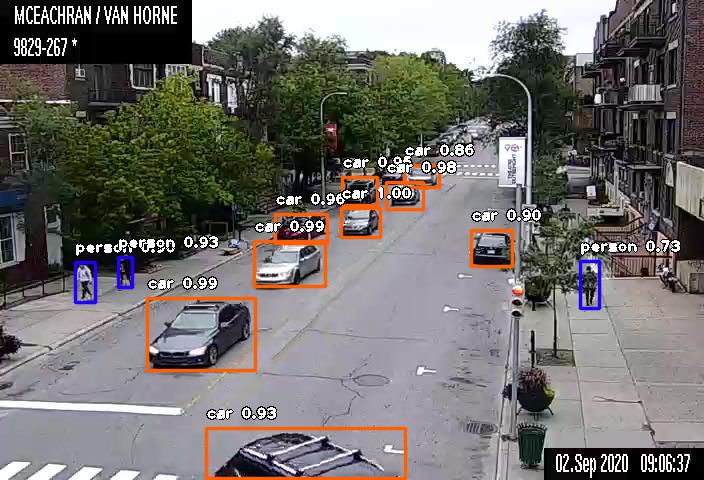 MCEACHRAN / VAN HORNE
9829-267 *
car 0.86
car 0.98
car 1.00
car 0.96
car 0.90
car 0.99
person 0.93
person 0.73
car 0.99
car 0.93
02.Sep 2020 09:06:37